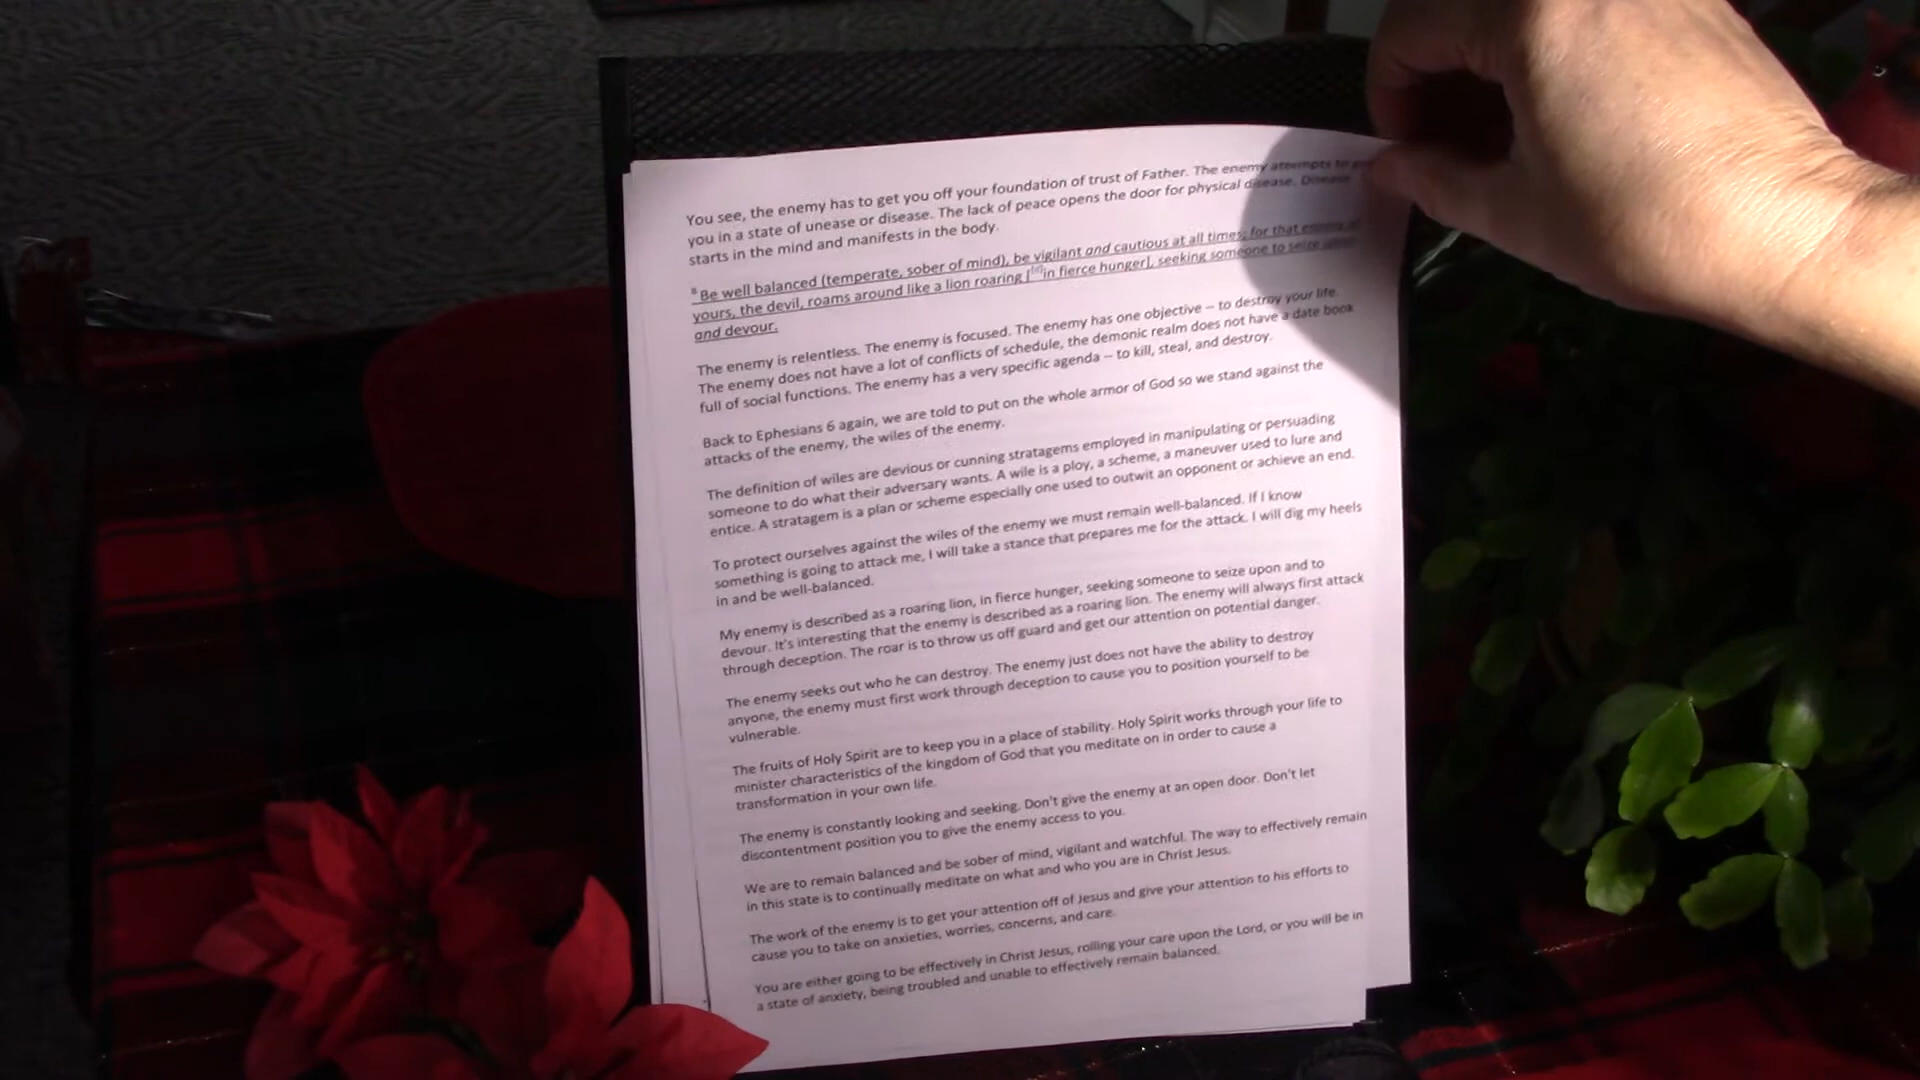 You see, the enemy has to get you off your foundation of trust of Father. The enemy attempts to
you in a state of unease or disease. The lack of peace opens the door for physical disease. Disease
starts in the mind and manifests in the body.
8 Be well balanced (temperate, sober of mind), be vigilant and cautious at all times; for that enemy of
yours, the devil, roams around like a lion roaring [in fierce hunger], seeking someone to seize upon
and devour.
The enemy is relentless. The enemy is focused. The enemy has one objective – to destroy your life.
The enemy does not have a lot of conflicts of schedule, the demonic realm does not have a date book
full of social functions. The enemy has a very specific agenda – to kill, steal, and destroy.
Back to Ephesians 6 again, we are told to put on the whole armor of God so we stand against the
attacks of the enemy, the wiles of the enemy.
The definition of wiles are devious or cunning stratagems employed in manipulating or persuading
someone to do what their adversary wants. A wile is a ploy, a scheme, a maneuver used to lure and
entice. A stratagem is a plan or scheme especially one used to outwit an opponent or achieve an end.
To protect ourselves against the wiles of the enemy we must remain well-balanced. If I know
something is going to attack me, I will take a stance that prepares me for the attack. I will dig my heels
in and be well-balanced.
My enemy is described as a roaring lion, in fierce hunger, seeking someone to seize upon and to
devour. It's interesting that the enemy is described as a roaring lion. The enemy will always first attack
through deception. The roar is to throw us off guard and get our attention on potential danger.
The enemy seeks out who he can destroy. The enemy just does not have the ability to destroy
anyone, the enemy must first work through deception to cause you to position yourself to be
vulnerable.
The fruits of Holy Spirit are to keep you in a place of stability. Holy Spirit works through your life to
minister characteristics of the kingdom of God that you meditate on in order to cause a
transformation in your own life.
The enemy is constantly looking and seeking. Don't give the enemy at an open door. Don't let
discontentment position you to give the enemy access to you.
We are to remain balanced and be sober of mind, vigilant and watchful. The way to effectively remain
in this state is to continually meditate on what and who you are in Christ Jesus.
The work of the enemy is to get your attention off of Jesus and give your attention to his efforts to
cause you to take on anxieties, worries, concerns, and care.
You are either going to be effectively in Christ Jesus, rolling your care upon the Lord, or you will be in
a state of anxiety, being troubled and unable to effectively remain balanced.